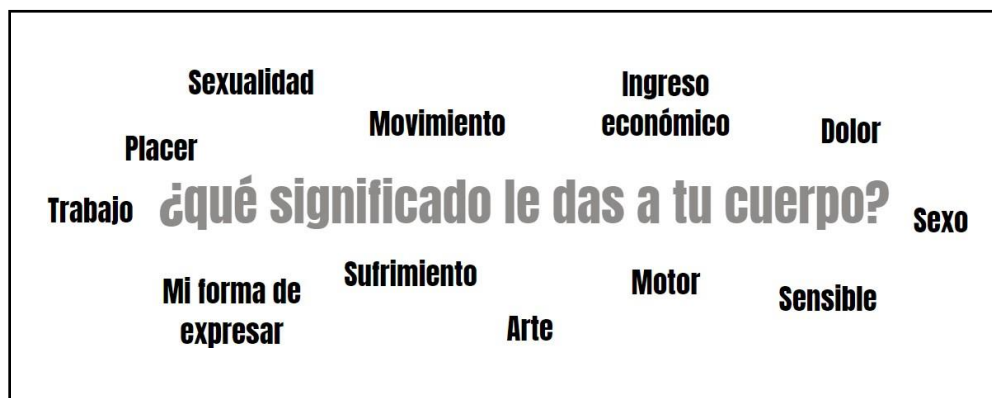 Sexualidad
Ingreso
económico
Movimiento
Dolor
Placer
¿qué significado le das a tu cuerpo?
Trabajo
Sexo
Sufrimiento
Motor
Mi forma de
expresar
Sensible
Arte